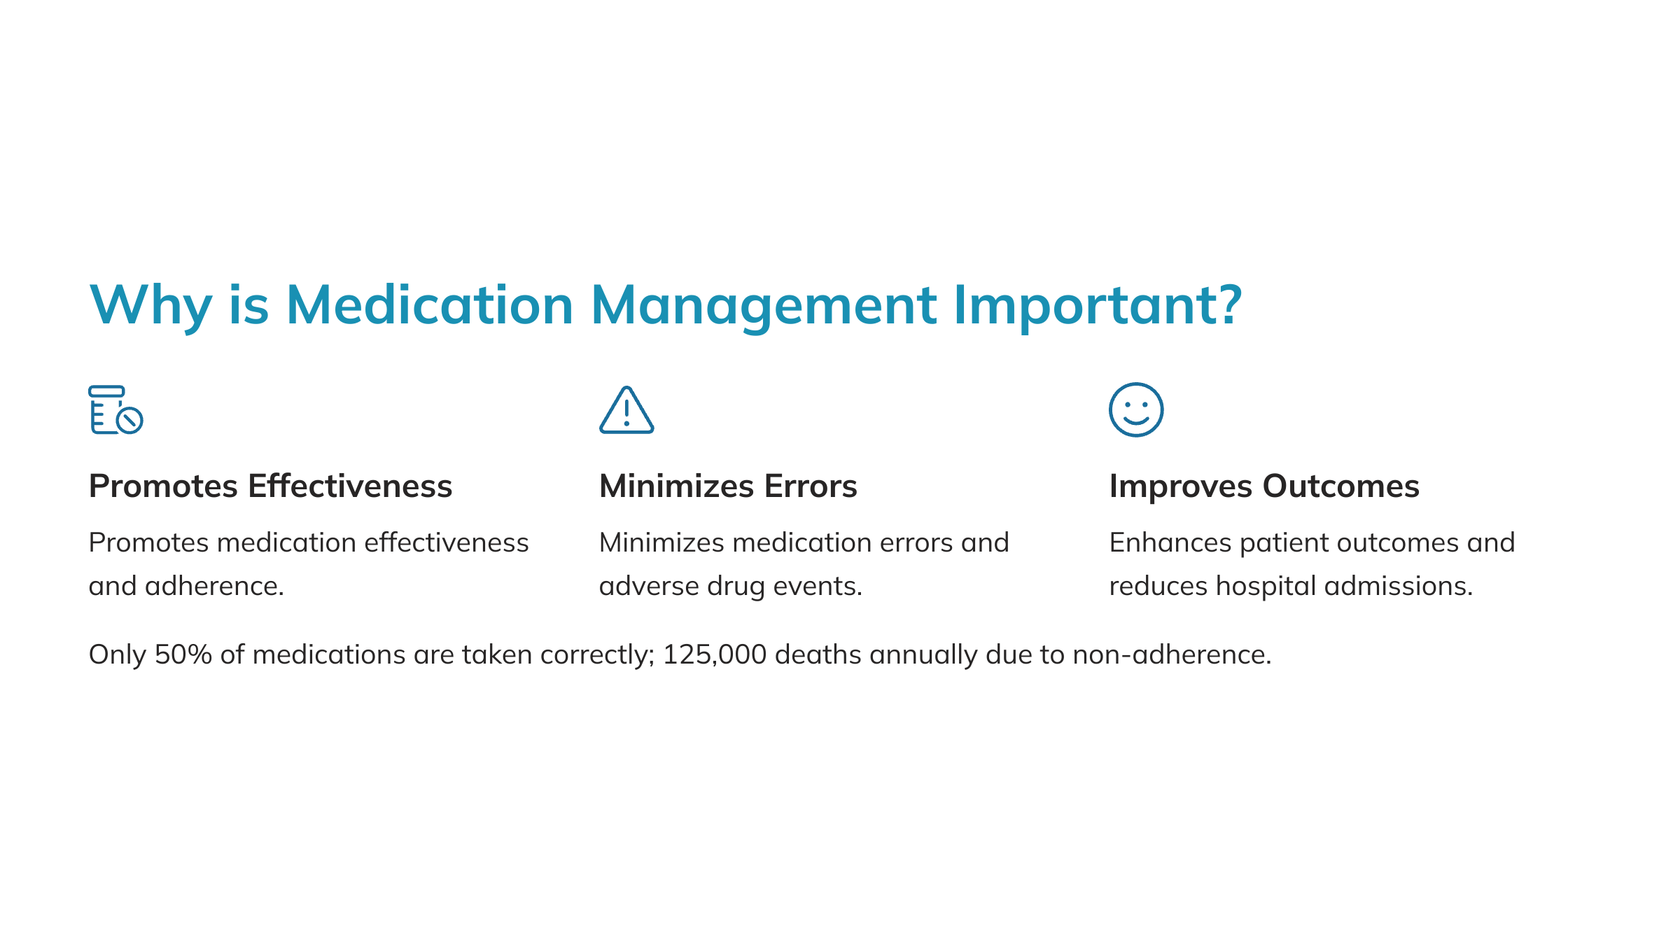 Why is Medication Management Important?
Promotes Effectiveness
Promotes medication effectiveness
and adherence.
Minimizes Errors
Minimizes medication errors and
adverse drug events.
Improves Outcomes
Enhances patient outcomes and
reduces hospital admissions.
Only 50% of medications are taken correctly; 125,000 deaths annually due to non-adherence.